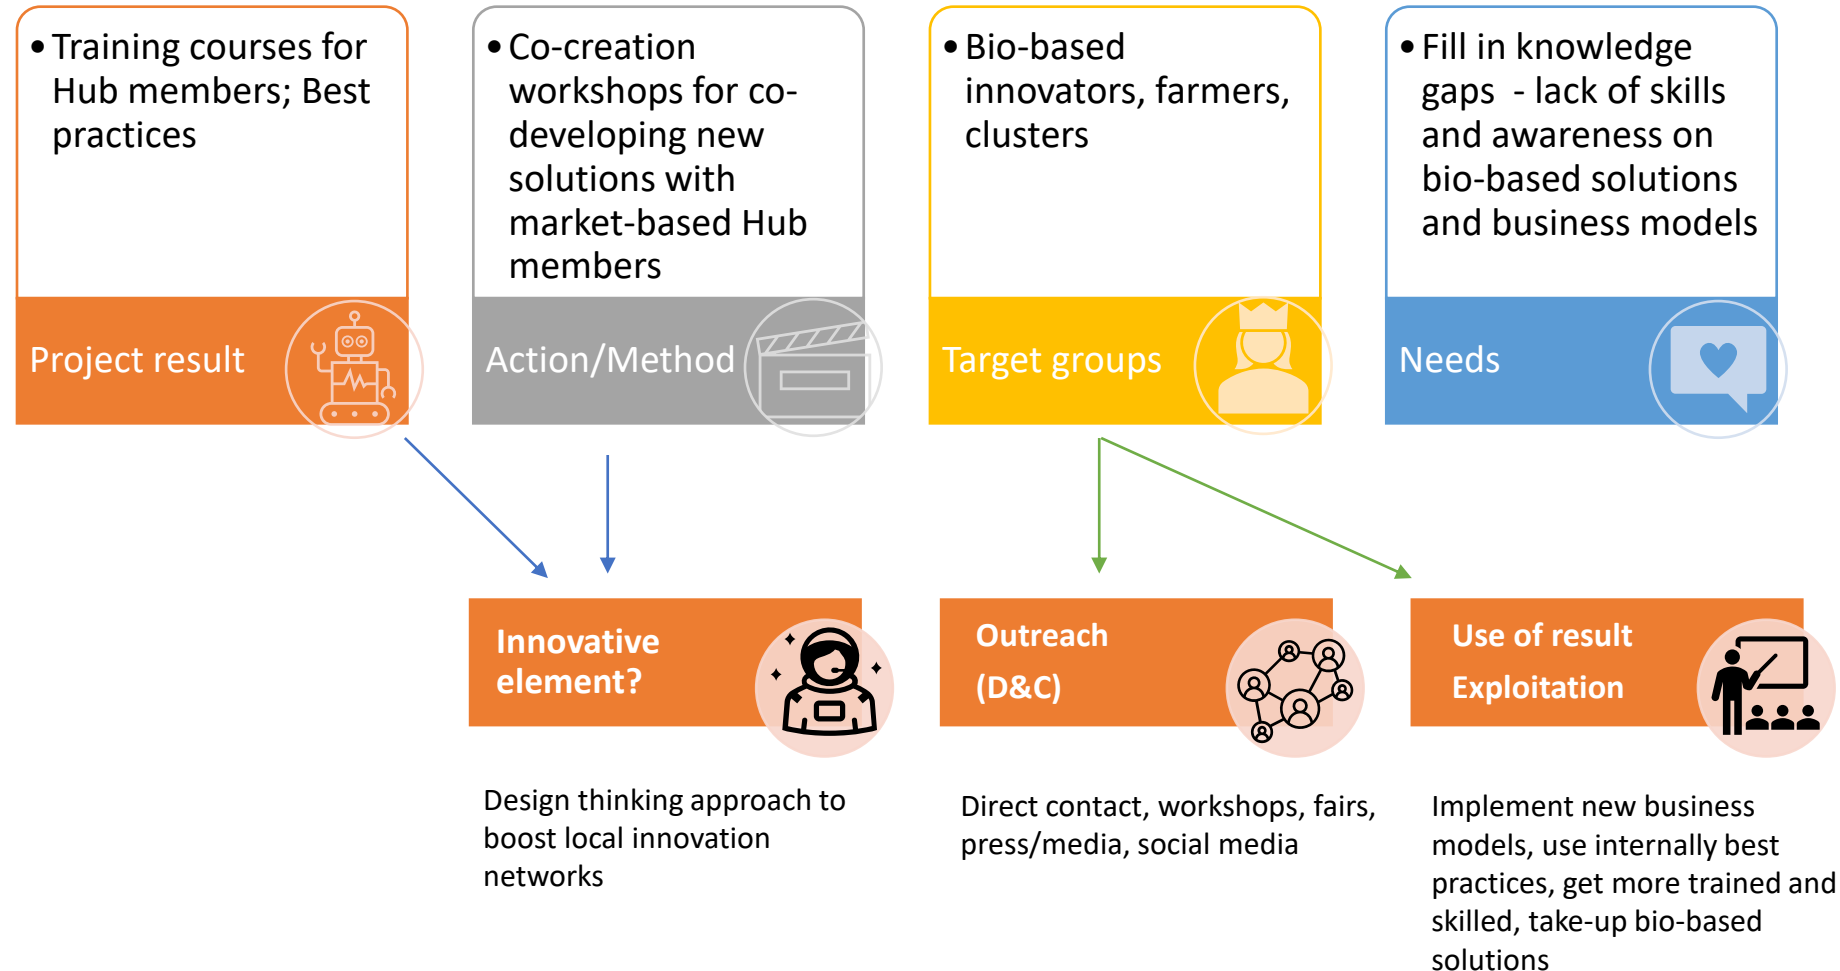 • Training courses for
Hub members; Best
practices
Project result
• Co-creation
workshops for co-
developing new
solutions with
market-based Hub
members
Action/Method
• Bio-based
innovators, farmers,
clusters
Target groups
• Fill in knowledge
gaps - lack of skills
and awareness on
bio-based solutions
and business models
Needs
Innovative
element?
Design thinking approach to
boost local innovation
networks
Outreach
(D&C)
Direct contact, workshops, fairs,
press/media, social media
Use of result
Exploitation
Implement new business
models, use internally best
practices, get more trained and
skilled, take-up bio-based
solutions